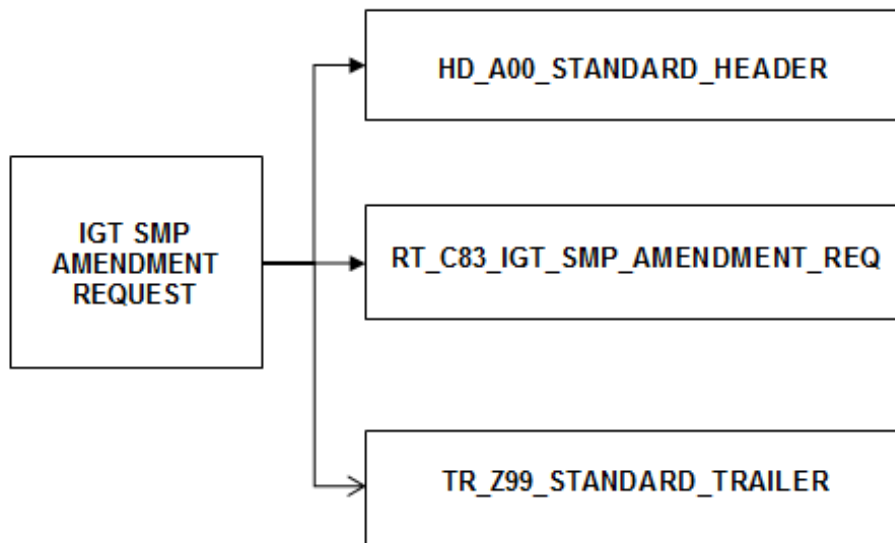 HD_A00_STANDARD_HEADER
IGT SMP
AMENDMENT
REQUEST
RT_C83_IGT_SMP_AMENDMENT_REQ
TR_Z99_STANDARD_TRAILER